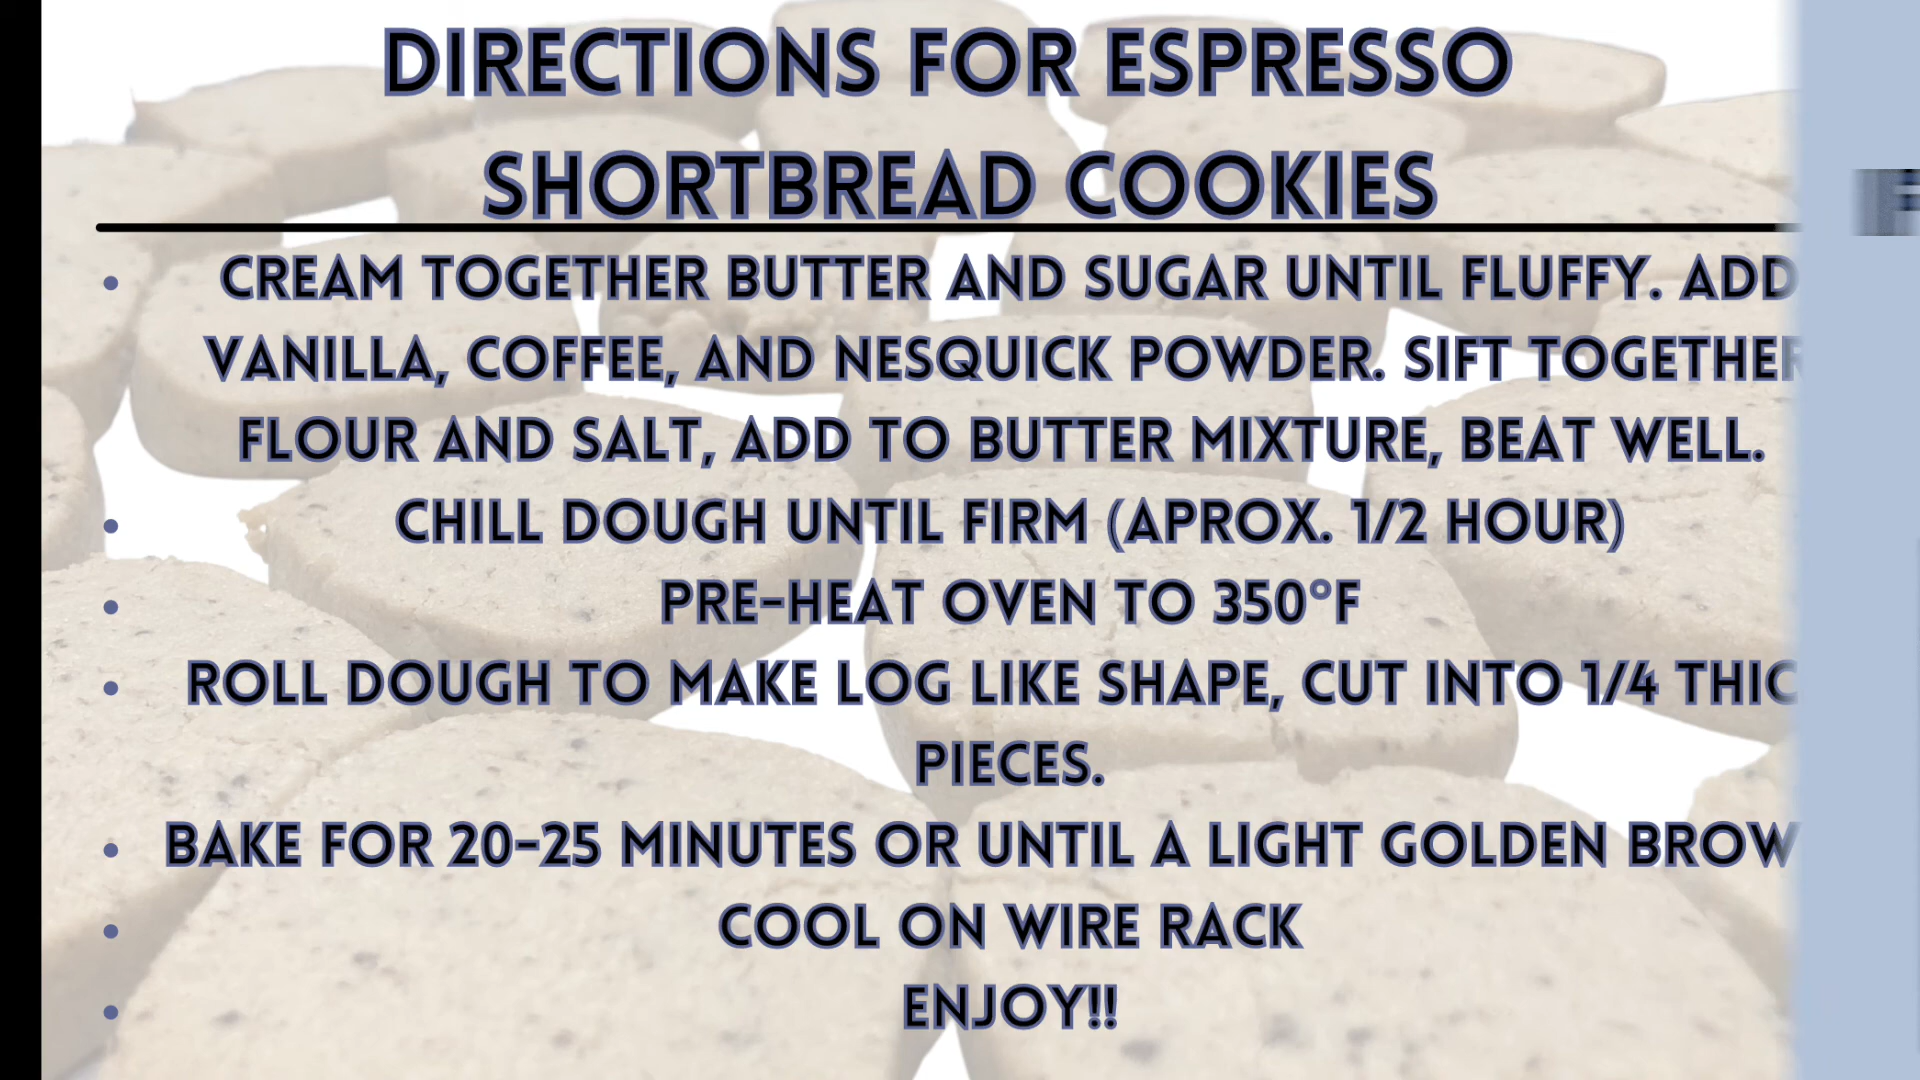 DIRECTIONS FOR ESPRESSO
SHORTBREAD COOKIES
• CREAM TOGETHER BUTTER AND SUGAR UNTIL FLUFFY. ADD
VANILLA, COFFEE, AND NESQUICK POWDER. SIFT TOGETHER
FLOUR AND SALT, ADD TO BUTTER MIXTURE, BEAT WELL.
• CHILL DOUGH UNTIL FIRM (APROX. 1/2 HOUR)
• PRE-HEAT OVEN TO 350°F
• ROLL DOUGH TO MAKE LOG LIKE SHAPE, CUT INTO 1/4 THIC
PIECES.
• BAKE FOR 20-25 MINUTES OR UNTIL A LIGHT GOLDEN BROW
• COOL ON WIRE RACK
• ENJOY!!